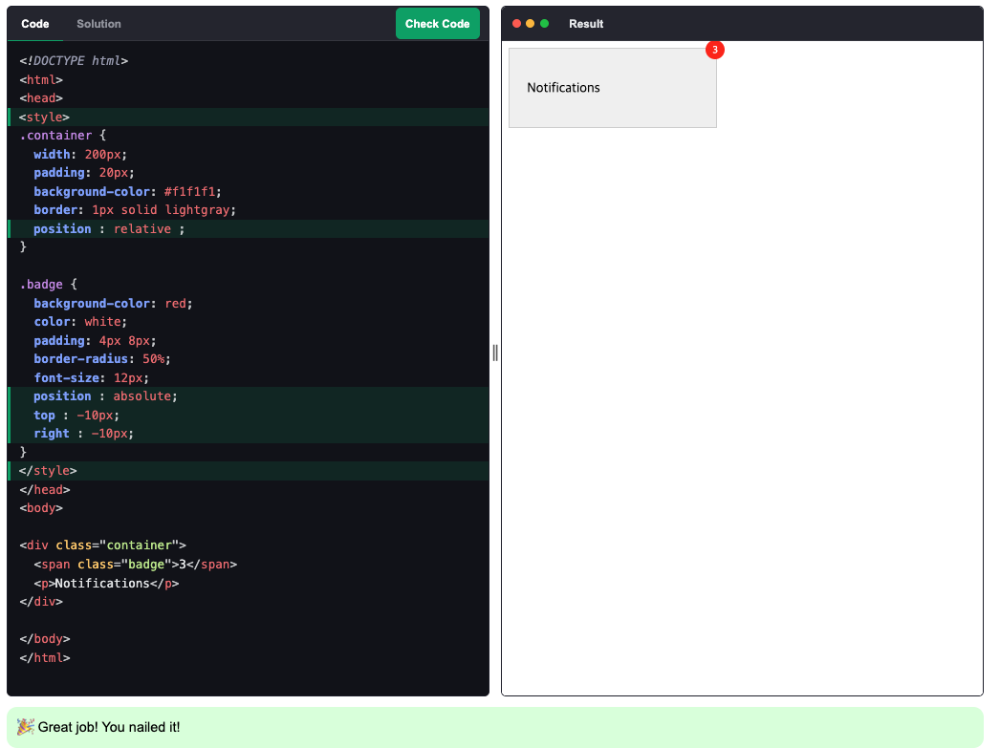 Code Solution Check Code
<!DOCTYPE html>
<html>
<head>
<style>
.container {
  width: 200px;
  padding: 20px;
  background-color: #f1f1f1;
  border: 1px solid lightgray;
  position : relative ;
}

.badge {
  background-color: red;
  color: white;
  padding: 4px 8px;
  border-radius: 50%;
  font-size: 12px;
  position : absolute;
  top : -10px;
  right : -10px;
}
</style>
</head>
<body>

<div class="container">
  <span class="badge">3</span>
  <p>Notifications</p>
</div>

</body>
</html>
Result
3
Notifications
🎉 Great job! You nailed it!